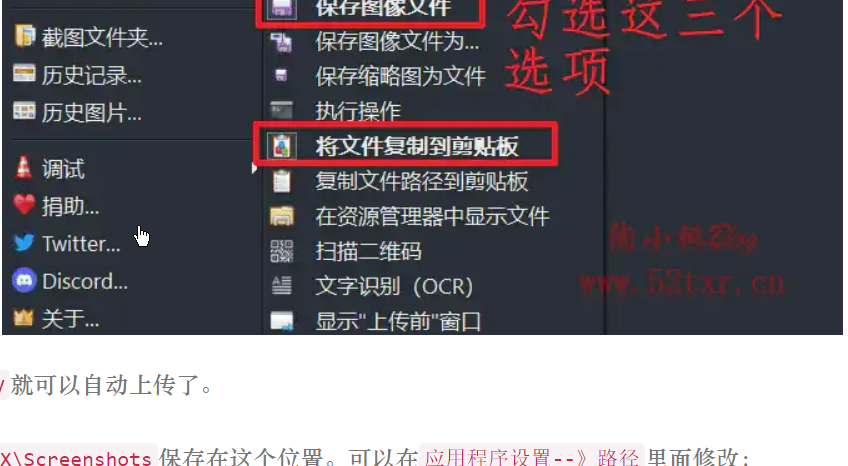 保存图像文件
勾选这三个
选项
截图文件夹...
历史记录...
历史图片...
调试
捐助...
Twitter...
Discord...
关于...
保存图像文件为...
保存缩略图为文件
执行操作
将文件复制到剪贴板
复制文件路径到剪贴板
在资源管理器中显示文件
扫描二维码
文字识别（OCR）
显示"上传前"窗口
陶小桃Blog
www.52txr.cn
就可以自动上传了。
X\Screenshots 保存在这个位置。可以在 应用程序设置--》路径 里面修改：